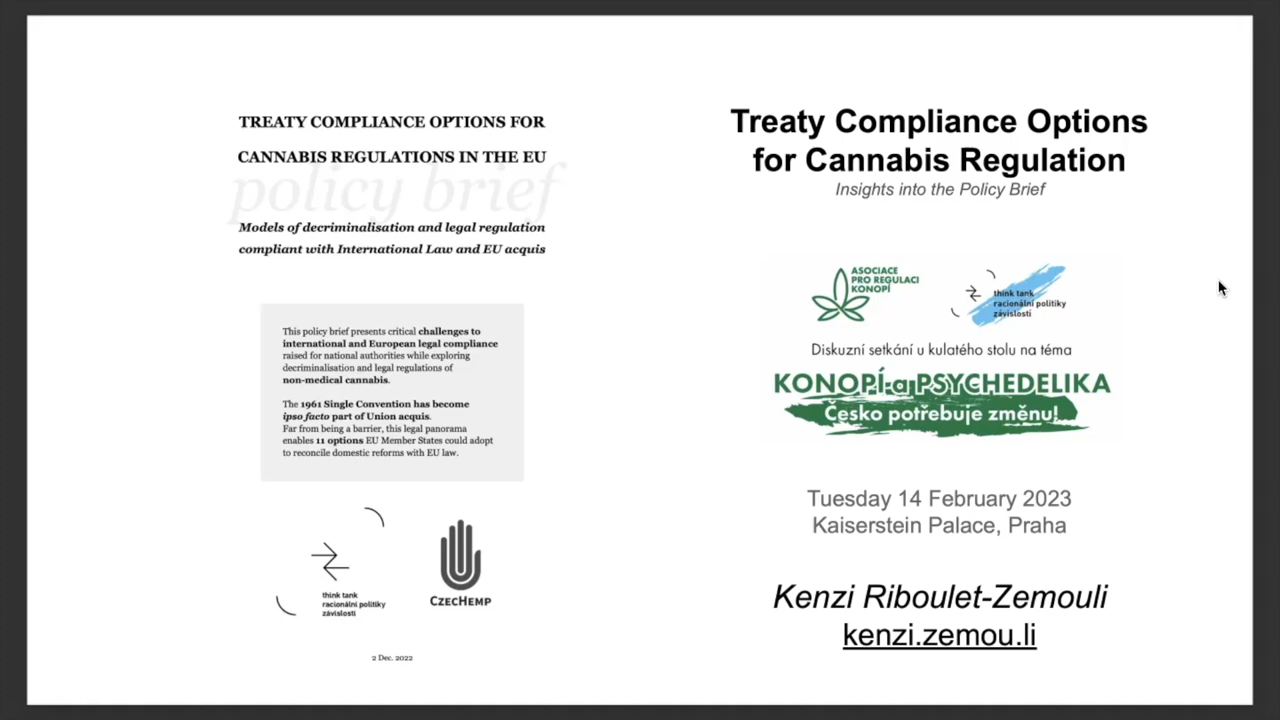 TREATY COMPLIANCE OPTIONS FOR
CANNABIS REGULATIONS IN THE EU
policy brief
Models of decriminalisation and legal regulation
compliant with International Law and EU acquis
This policy brief presents critical challenges to
international and European legal compliance
raised for national authorities while exploring
decriminalisation and legal regulations of
non-medical cannabis.
The 1961 Single Convention has become
ipso facto part of Union acquis.
Far from being a barrier, this legal panorama
enables 11 options EU Member States could adopt
to reconcile domestic reforms with EU law.
think tank
racionální politiky
závislostí
CZECHEMP
2 Dec. 2022
Treaty Compliance Options
for Cannabis Regulation
Insights into the Policy Brief
ASOCIACE
PRO REGULACI
KONOPÍ
think tank
racionální politiky
závislostí
Diskuzní setkání u kulatého stolu na téma
KONOPÍ a PSYCHEDELIKA
Česko potřebuje změnu!
Tuesday 14 February 2023
Kaiserstein Palace, Praha
Kenzi Riboulet-Zemouli
kenzi.zemou.li